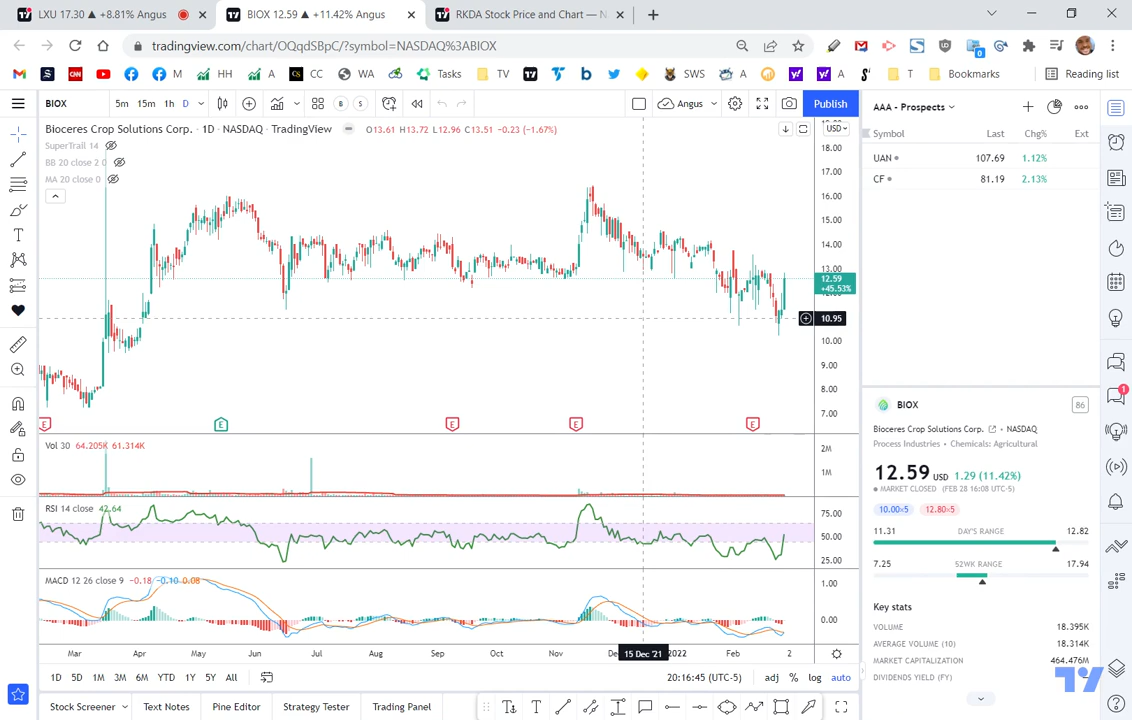 LXU 17.30 ▲ +8.81% Angus
BIOX 12.59 ▲ +11.42% Angus
RKDA Stock Price and Chart — N
tradingview.com/chart/OQqdSBpC/?symbol=NASDAQ%3ABIOX
M HH A CC WA Tasks TV SWS A A T Bookmarks Reading list
BIOX 5m 15m 1h D B S Angus Publish
Bioceres Crop Solutions Corp. · 1D · NASDAQ · TradingView O13.61 H13.72 L12.96 C13.51 -0.23 (-1.67%)
SuperTrail 14
BB 20 close 2 0
MA 20 close 0
USD
18.00
17.00
16.00
15.00
14.00
13.00
12.59
+45.53%
10.95
10.00
9.00
8.00
7.00
E E E E E
Vol 30 64.205K 61.314K
2M
1M
RSI 14 close 42.64
75.00
50.00
25.00
MACD 12 26 close 9 -0.18 -0.10 0.08
1.00
0.00
Mar Apr May Jun Jul Aug Sep Oct Nov 15 Dec '21 2022 Feb 2
1D 5D 1M 3M 6M YTD 1Y 5Y All 20:16:45 (UTC-5) adj % log auto
Stock Screener Text Notes Pine Editor Strategy Tester Trading Panel
AAA - Prospects
Symbol Last Chg% Ext
UAN 107.69 1.12%
CF 81.19 2.13%
BIOX 86
Bioceres Crop Solutions Corp. NASDAQ
Process Industries • Chemicals: Agricultural
12.59 USD 1.29 (11.42%)
MARKET CLOSED (FEB 28 16:08 UTC-5)
10.00×5 12.80×5
11.31 DAY'S RANGE 12.82
7.25 52WK RANGE 17.94
Key stats
VOLUME 18.395K
AVERAGE VOLUME (10) 18.314K
MARKET CAPITALIZATION 464.476M
DIVIDENDS YIELD (FY)